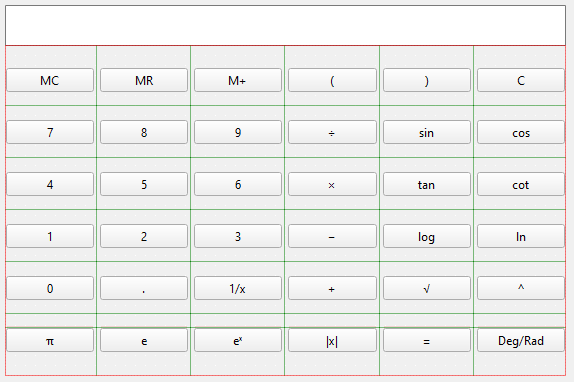 MC MR M+ ( ) C
7 8 9 ÷ sin cos
4 5 6 × tan cot
1 2 3 − log ln
0 . 1/x + √ ^
π e eˣ |x| = Deg/Rad